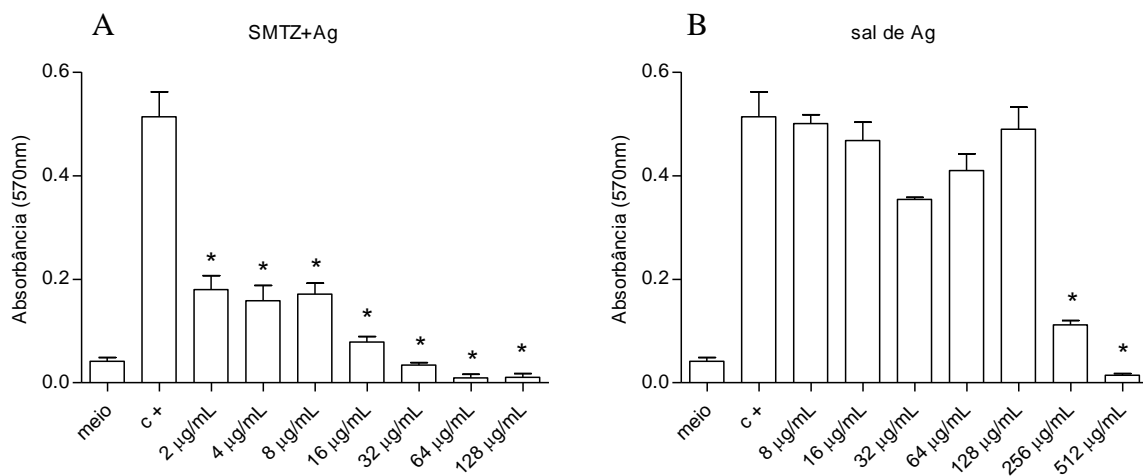 A
SMTZ+Ag
Absorbância (570nm)
0.6
0.4
0.2
0.0
* * * * * * *
meio
c +
2 µg/mL
4 µg/mL
8 µg/mL
16 µg/mL
32 µg/mL
64 µg/mL
128 µg/mL
B
sal de Ag
Absorbância (570nm)
0.6
0.4
0.2
0.0
* *
meio
c +
8 µg/mL
16 µg/mL
32 µg/mL
64 µg/mL
128 µg/mL
256 µg/mL
512 µg/mL